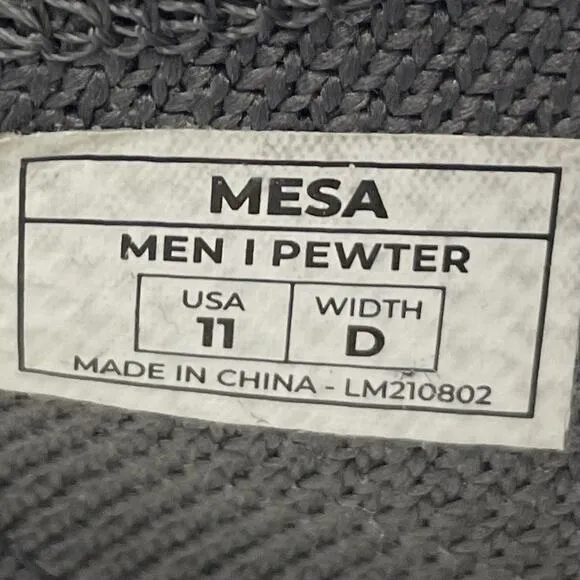 MESA
MEN | PEWTER
USA 11
WIDTH D
MADE IN CHINA - LM210802